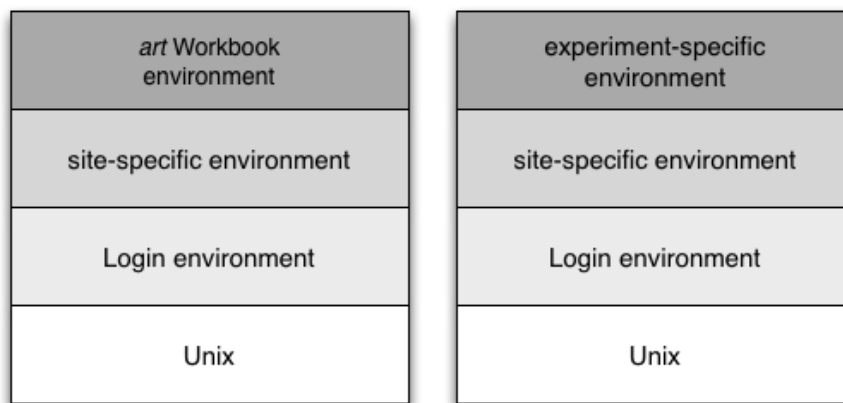 art Workbook
environment
site-specific environment
Login environment
Unix
experiment-specific
environment
site-specific environment
Login environment
Unix